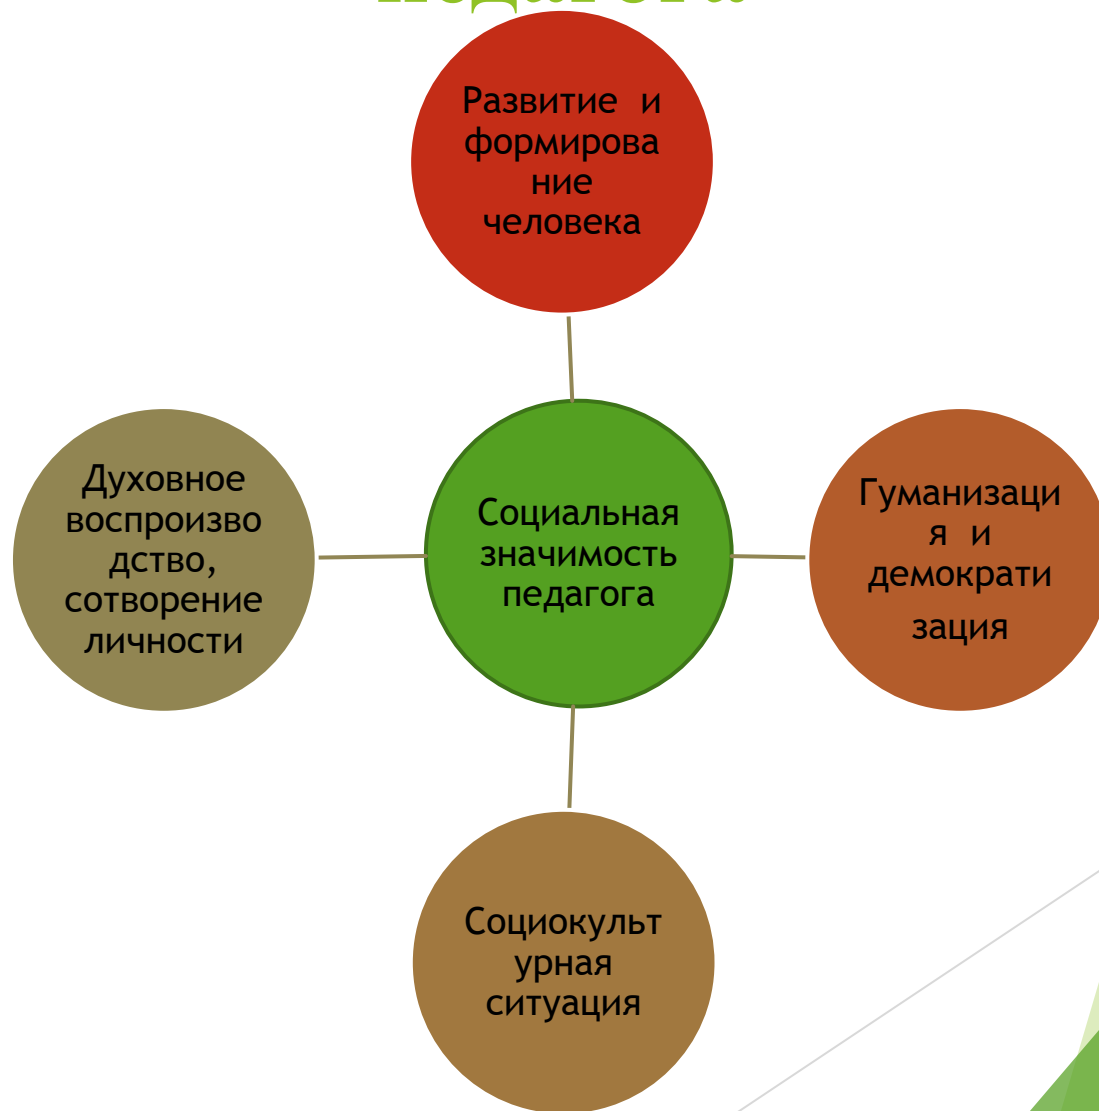 Развитие и
формирова
ние
человека
Духовное
воспроизво
дство,
сотворение
личности
Социальная
значимость
педагога
Гуманизаци
я и
демократи
зация
Социокульт
урная
ситуация